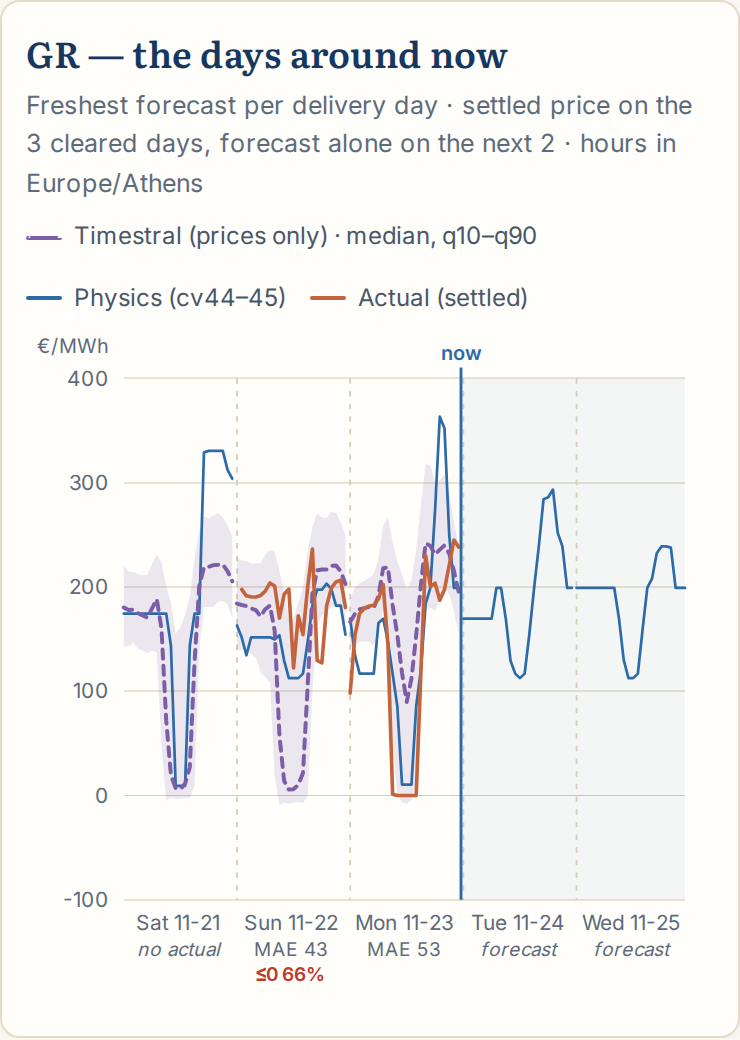 GR — the days around now
Freshest forecast per delivery day · settled price on the
3 cleared days, forecast alone on the next 2 · hours in
Europe/Athens
Timestral (prices only) · median, q10–q90
Physics (cv44–45) Actual (settled)
€/MWh
now
400
300
200
100
0
-100
Sat 11-21 Sun 11-22 Mon 11-23 Tue 11-24 Wed 11-25
no actual MAE 43 MAE 53 forecast forecast
≤0 66%